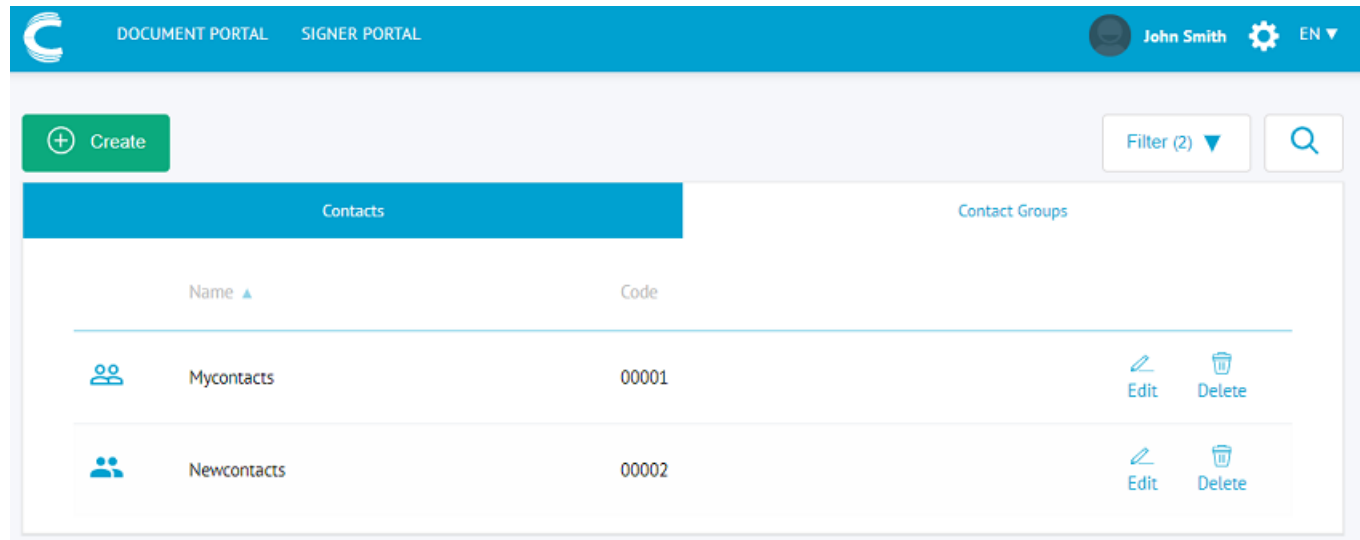 DOCUMENT PORTAL SIGNER PORTAL John Smith EN ▼
Create Filter (2) ▼
Contacts Contact Groups
Name ▲ Code
Mycontacts 00001 Edit Delete
Newcontacts 00002 Edit Delete